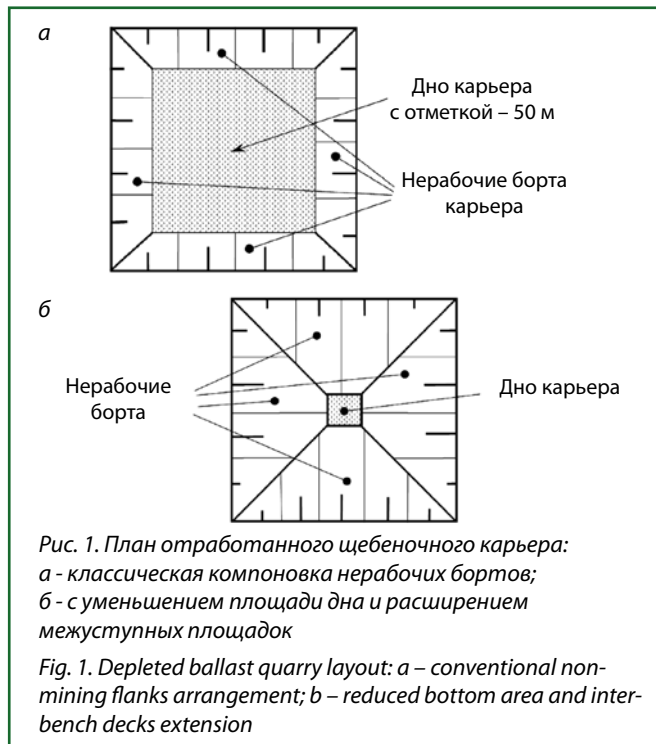 а
Дно карьера
с отметкой – 50 м
Нерабочие борта
карьера
б
Нерабочие
борта
Дно карьера
Рис. 1. План отработанного щебеночного карьера:
а - классическая компоновка нерабочих бортов;
б - с уменьшением площади дна и расширением
межуступных площадок
Fig. 1. Depleted ballast quarry layout: a – conventional non-
mining flanks arrangement; b – reduced bottom area and inter-
bench decks extension